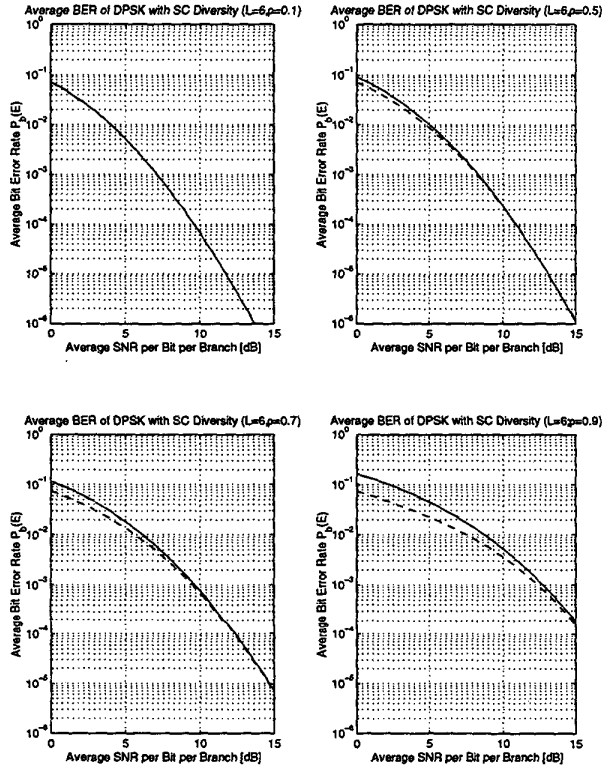 Average BER of DPSK with SC Diversity (L=6,ρ=0.1)
10^0
10^-1
10^-2
10^-3
10^-4
10^-5
10^-6
Average Bit Error Rate P_b(E)
0 5 10 15
Average SNR per Bit per Branch [dB]
Average BER of DPSK with SC Diversity (L=6,ρ=0.5)
10^0
10^-1
10^-2
10^-3
10^-4
10^-5
10^-6
Average Bit Error Rate P_b(E)
0 5 10 15
Average SNR per Bit per Branch [dB]
Average BER of DPSK with SC Diversity (L=6,ρ=0.7)
10^0
10^-1
10^-2
10^-3
10^-4
10^-5
10^-6
Average Bit Error Rate P_b(E)
0 5 10 15
Average SNR per Bit per Branch [dB]
Average BER of DPSK with SC Diversity (L=6,ρ=0.9)
10^0
10^-1
10^-2
10^-3
10^-4
10^-5
10^-6
Average Bit Error Rate P_b(E)
0 5 10 15
Average SNR per Bit per Branch [dB]